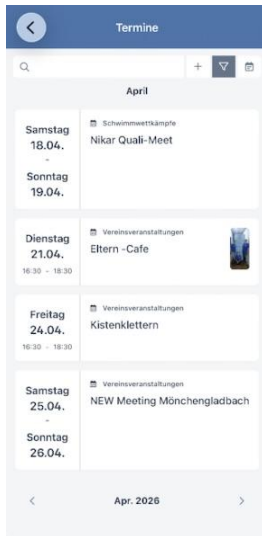 Termine
April
Samstag
18.04.
-
Sonntag
19.04.
Schwimmwettkämpfe
Nikar Quali-Meet
Dienstag
21.04.
16:30 - 18:30
Vereinsveranstaltungen
Eltern -Cafe
Freitag
24.04.
16:30 - 18:30
Vereinsveranstaltungen
Kistenklettern
Samstag
25.04.
-
Sonntag
26.04.
Vereinsveranstaltungen
NEW Meeting Mönchengladbach
Apr. 2026